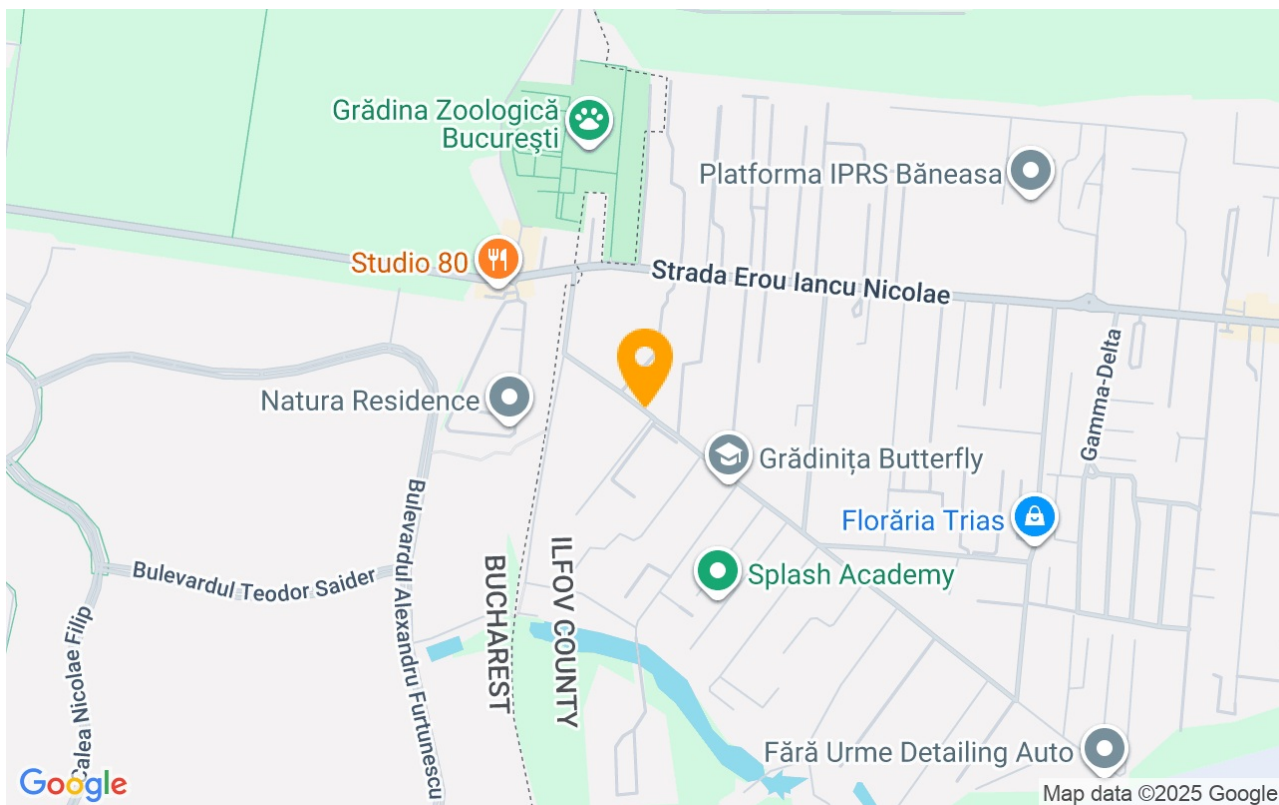 Grădina Zoologică
București
Platforma IPRS Băneasa
Studio 80
Strada Erou Iancu Nicolae
Natura Residence
Gamma-Delta
Grădinița Butterfly
Florăria Trias
Splash Academy
Bulevardul Teodor Saider
Bulevardul Alexandru Furtunescu
BUCHAREST
ILFOV COUNTY
Calea Nicolae Filip
Fără Urme Detailing Auto
Google
Map data ©2025 Google